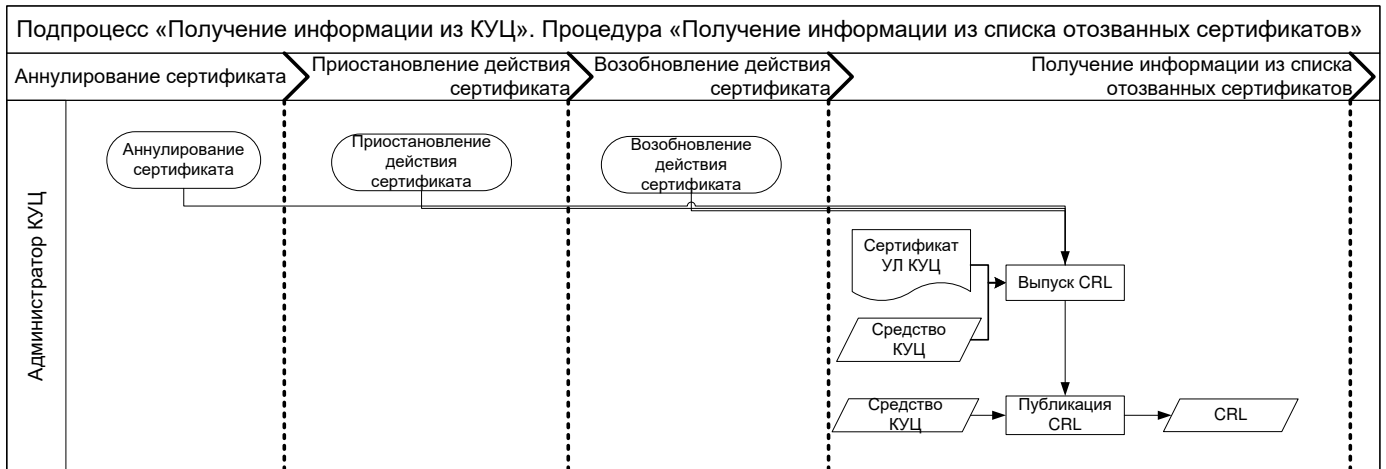 Подпроцесс «Получение информации из КУЦ». Процедура «Получение информации из списка отозванных сертификатов»
Аннулирование сертификата
Приостановление действия
сертификата
Возобновление действия
сертификата
Получение информации из списка
отозванных сертификатов
Администратор КУЦ
Аннулирование
сертификата
Приостановление
действия
сертификата
Возобновление
действия
сертификата
Сертификат
УЛ КУЦ
Выпуск CRL
Средство
КУЦ
Средство
КУЦ
Публикация
CRL
CRL